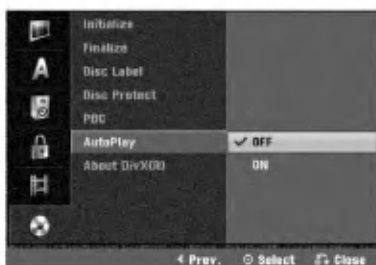 A
Initialize
Finalize
Disc Label
Disc Protect
PBC
AutoPlay
✓ OFF
About DivX(R)
ON
Prev. Select Close